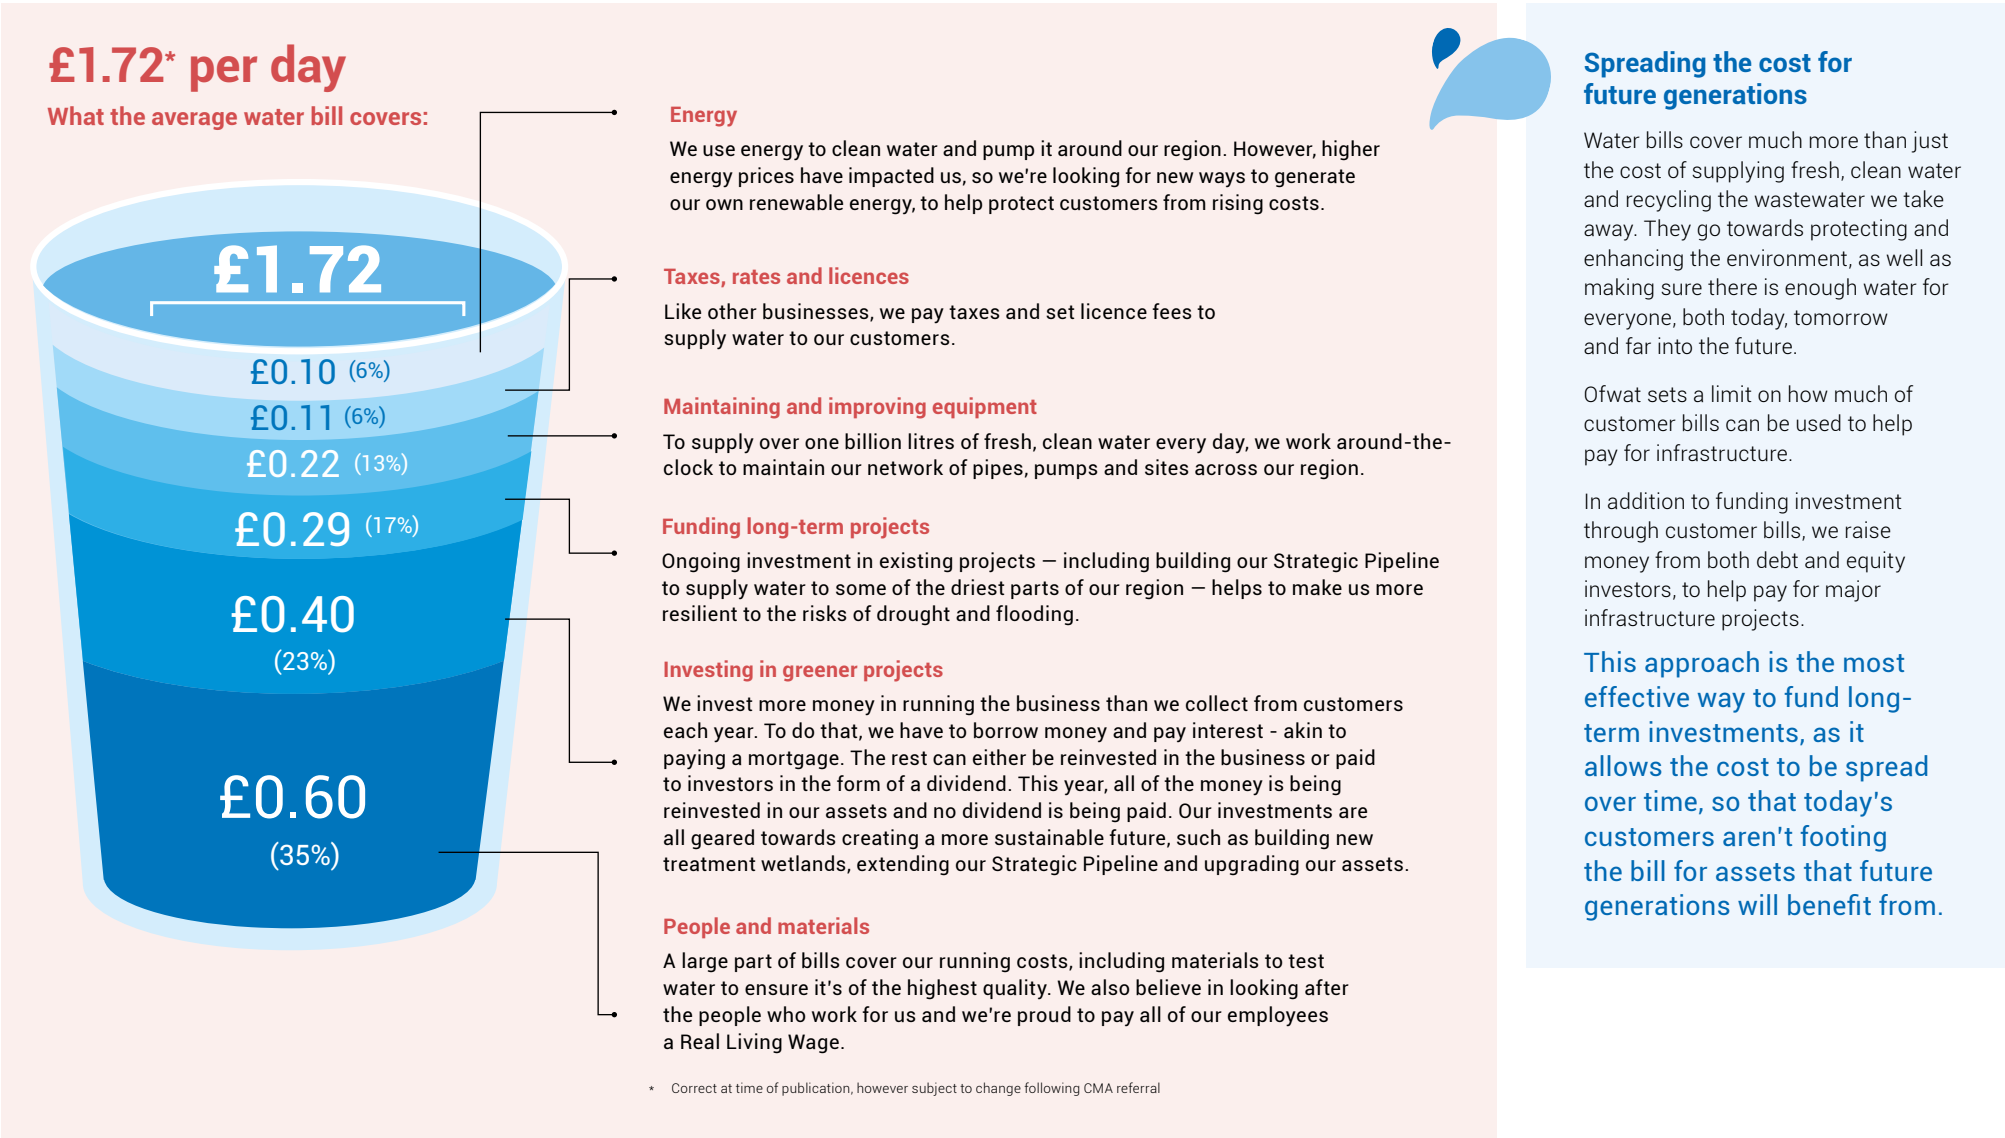 £1.72* per day
What the average water bill covers:
£1.72
£0.10 (6%)
£0.11 (6%)
£0.22 (13%)
£0.29 (17%)
£0.40
(23%)
£0.60
(35%)
Energy
We use energy to clean water and pump it around our region. However, higher
energy prices have impacted us, so we're looking for new ways to generate
our own renewable energy, to help protect customers from rising costs.
Taxes, rates and licences
Like other businesses, we pay taxes and set licence fees to
supply water to our customers.
Maintaining and improving equipment
To supply over one billion litres of fresh, clean water every day, we work around-the-
clock to maintain our network of pipes, pumps and sites across our region.
Funding long-term projects
Ongoing investment in existing projects — including building our Strategic Pipeline
to supply water to some of the driest parts of our region — helps to make us more
resilient to the risks of drought and flooding.
Investing in greener projects
We invest more money in running the business than we collect from customers
each year. To do that, we have to borrow money and pay interest - akin to
paying a mortgage. The rest can either be reinvested in the business or paid
to investors in the form of a dividend. This year, all of the money is being
reinvested in our assets and no dividend is being paid. Our investments are
all geared towards creating a more sustainable future, such as building new
treatment wetlands, extending our Strategic Pipeline and upgrading our assets.
People and materials
A large part of bills cover our running costs, including materials to test
water to ensure it's of the highest quality. We also believe in looking after
the people who work for us and we're proud to pay all of our employees
a Real Living Wage.
* Correct at time of publication, however subject to change following CMA referral
Spreading the cost for
future generations
Water bills cover much more than just
the cost of supplying fresh, clean water
and recycling the wastewater we take
away. They go towards protecting and
enhancing the environment, as well as
making sure there is enough water for
everyone, both today, tomorrow
and far into the future.
Ofwat sets a limit on how much of
customer bills can be used to help
pay for infrastructure.
In addition to funding investment
through customer bills, we raise
money from both debt and equity
investors, to help pay for major
infrastructure projects.
This approach is the most
effective way to fund long-
term investments, as it
allows the cost to be spread
over time, so that today's
customers aren't footing
the bill for assets that future
generations will benefit from.